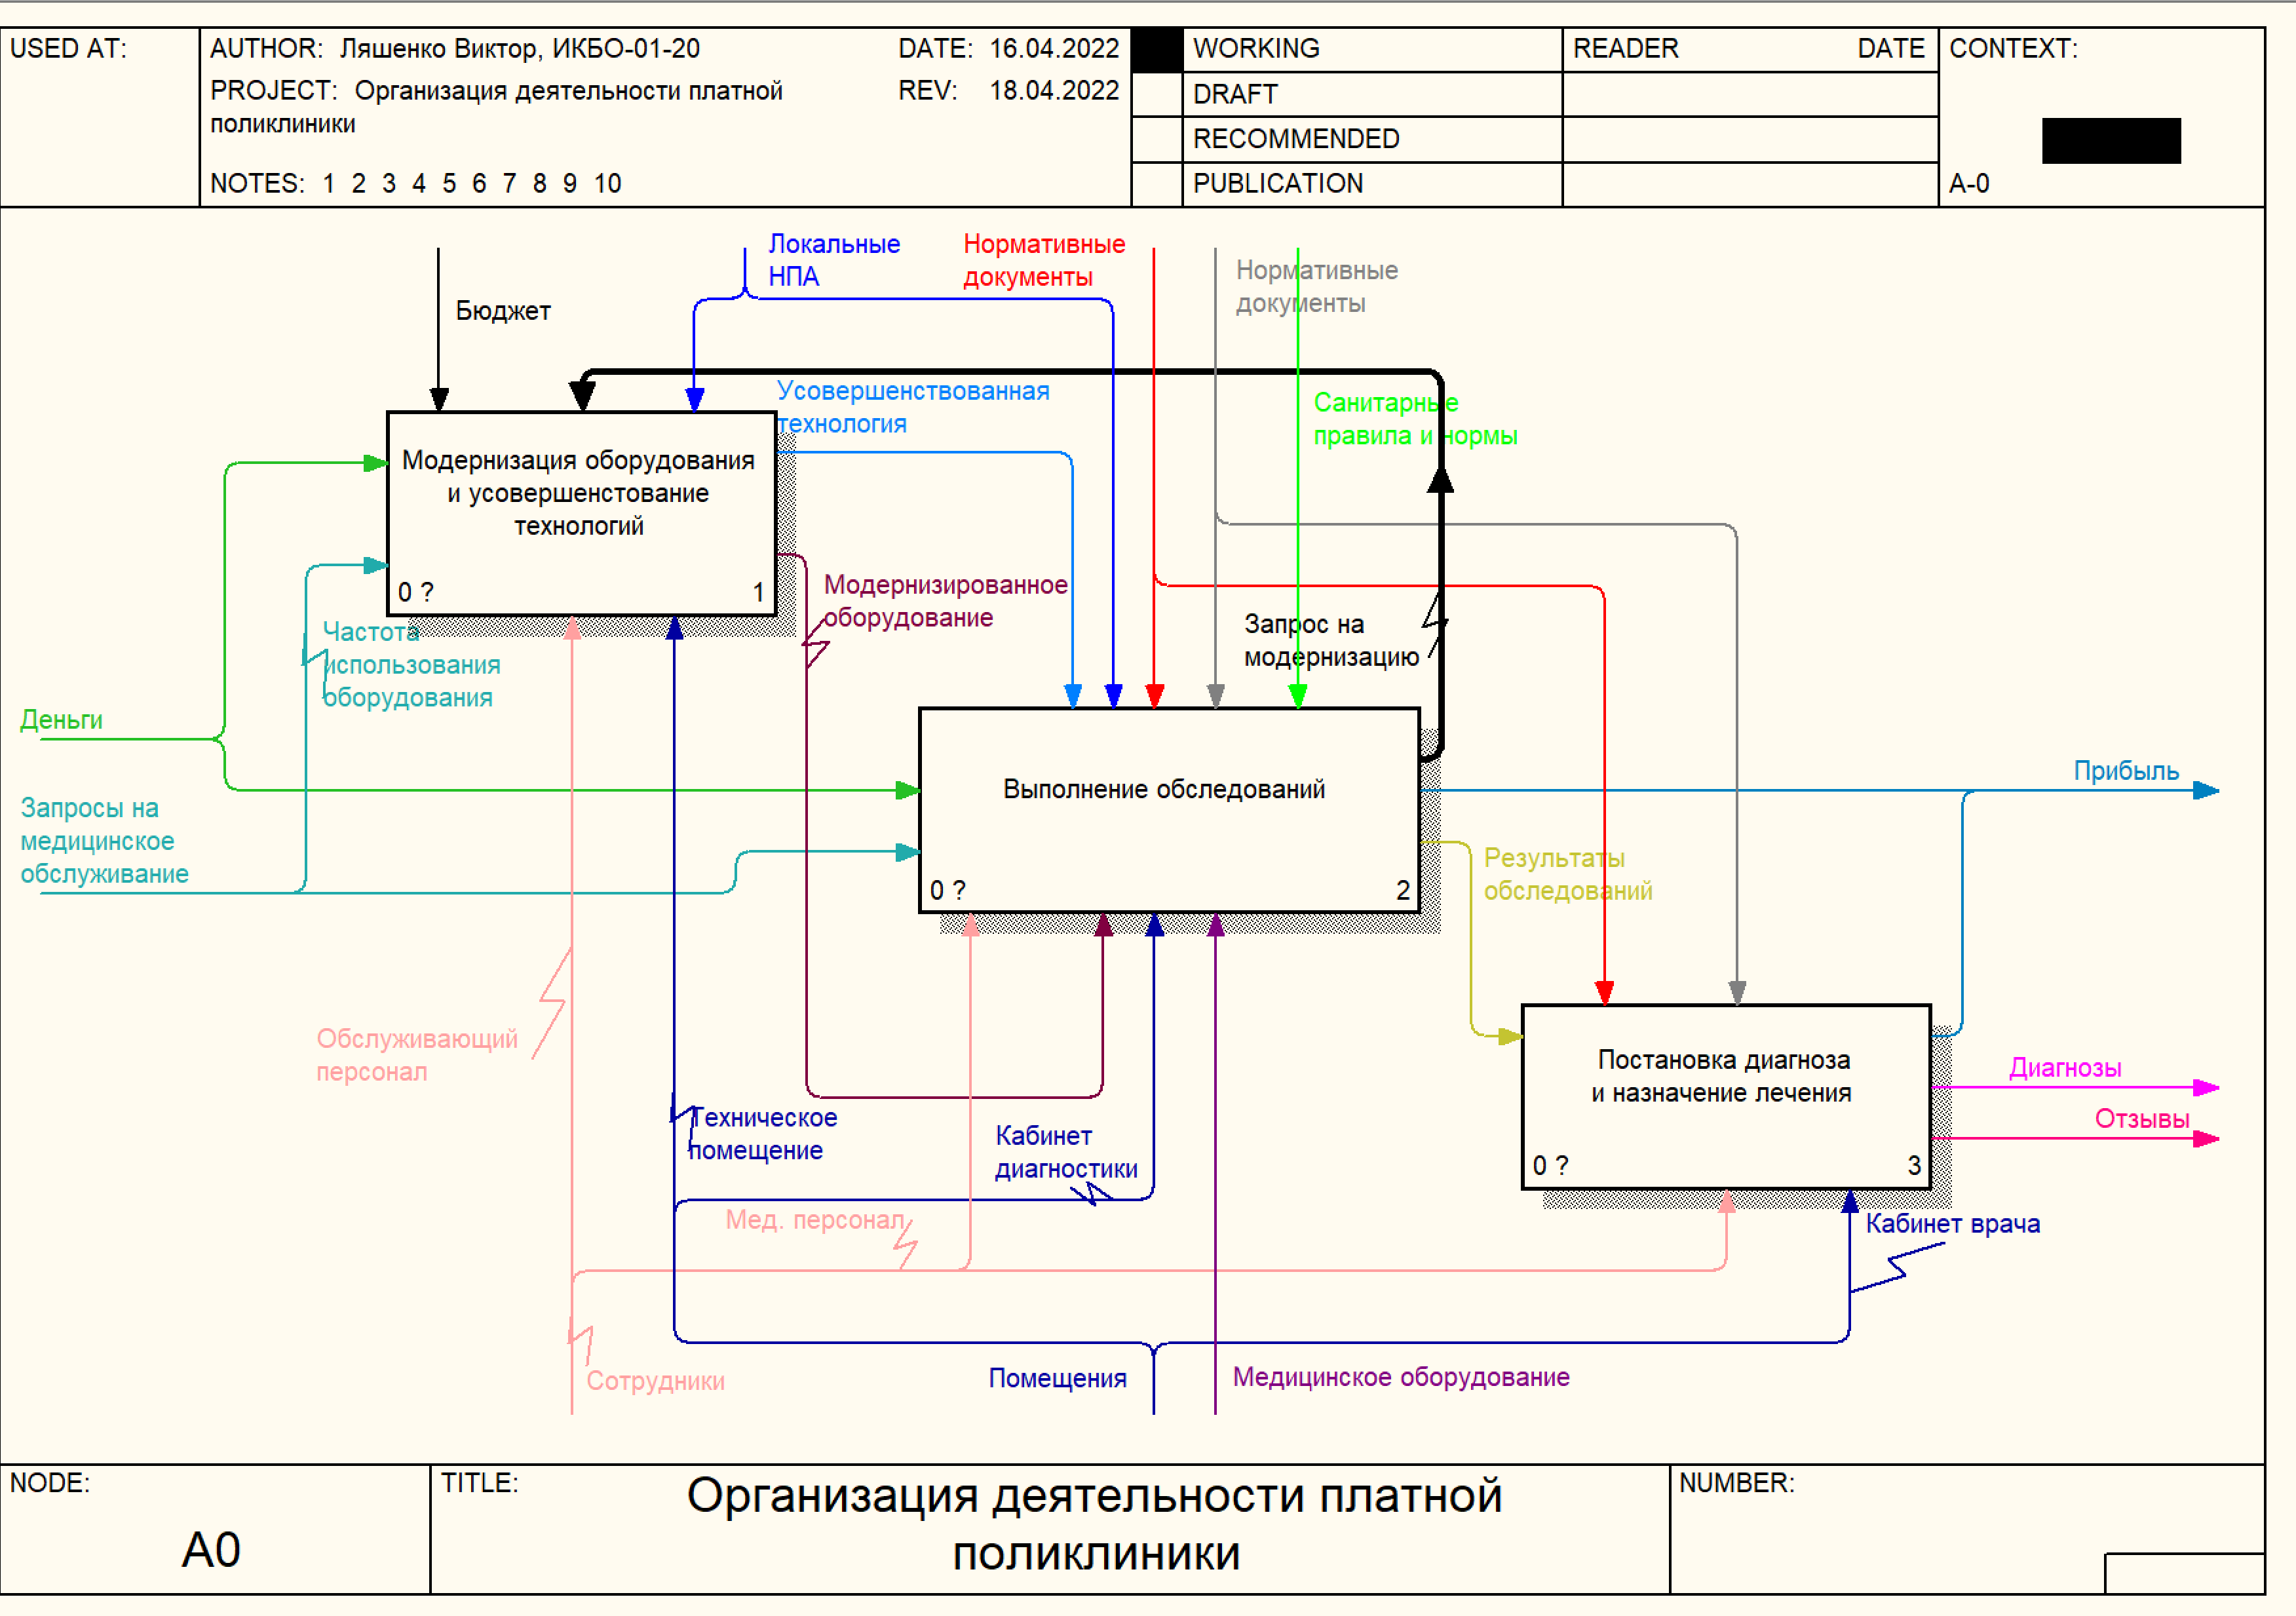 USED AT:
AUTHOR: Ляшенко Виктор, ИКБО-01-20
DATE: 16.04.2022
PROJECT: Организация деятельности платной
поликлиники
REV: 18.04.2022
NOTES: 1 2 3 4 5 6 7 8 9 10
WORKING
DRAFT
RECOMMENDED
PUBLICATION
READER DATE
CONTEXT:
A-0
Бюджет
Локальные
НПА
Нормативные
документы
Нормативные
документы
Усовершенствованная
технология
Санитарные
правила и нормы
Модернизация оборудования
и усовершенстование
технологий
0 ? 1
Модернизированное
оборудование
Запрос на
модернизацию
Частота
использования
оборудования
Деньги
Запросы на
медицинское
обслуживание
Выполнение обследований
0 ? 2
Прибыль
Результаты
обследований
Обслуживающий
персонал
Постановка диагноза
и назначение лечения
0 ? 3
Диагнозы
Отзывы
Техническое
помещение
Кабинет
диагностики
Мед. персонал
Кабинет врача
Сотрудники
Помещения
Медицинское оборудование
NODE:
A0
TITLE:
Организация деятельности платной
поликлиники
NUMBER: